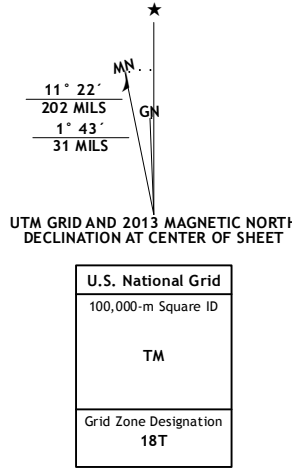 ★
MN
GN
11° 22´
202 MILS
1° 43´
31 MILS
UTM GRID AND 2013 MAGNETIC NORTH
DECLINATION AT CENTER OF SHEET
U.S. National Grid
100,000-m Square ID
TM
Grid Zone Designation
18T